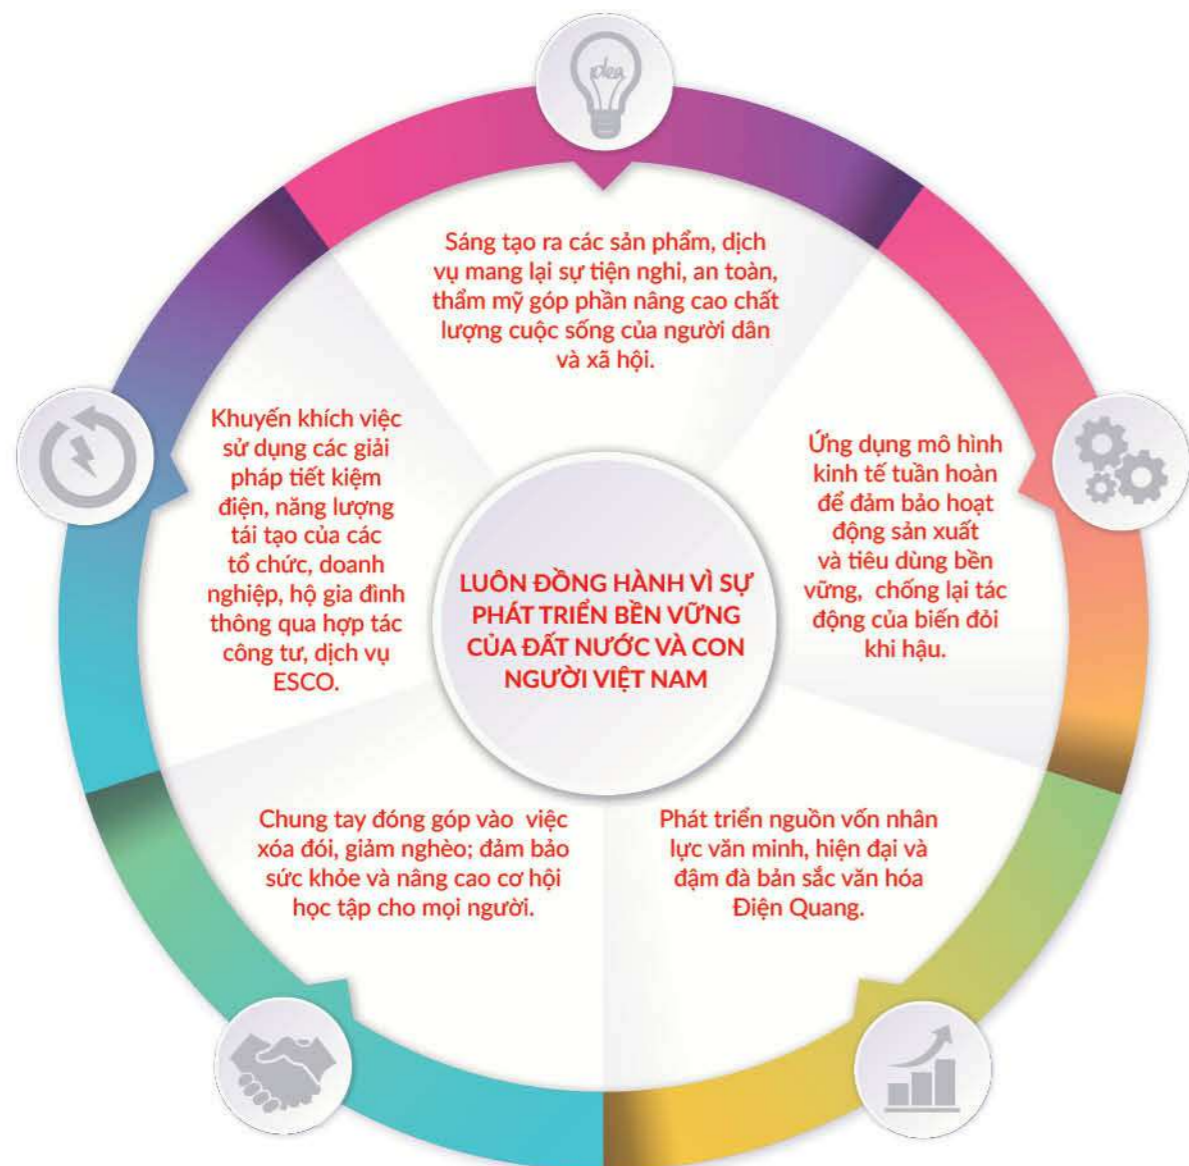 idea
Sáng tạo ra các sản phẩm, dịch
vụ mang lại sự tiện nghi, an toàn,
thẩm mỹ góp phần nâng cao chất
lượng cuộc sống của người dân
và xã hội.
Khuyến khích việc
sử dụng các giải
pháp tiết kiệm
điện, năng lượng
tái tạo của các
tổ chức, doanh
nghiệp, hộ gia đình
thông qua hợp tác
công tư, dịch vụ
ESCO.
Ứng dụng mô hình
kinh tế tuần hoàn
để đảm bảo hoạt
động sản xuất
và tiêu dùng bền
vững, chống lại tác
động của biến đỏi
khi hậu.
LUÔN ĐỒNG HÀNH VÌ SỰ
PHÁT TRIỂN BỀN VỮNG
CỦA ĐẤT NƯỚC VÀ CON
NGƯỜI VIỆT NAM
Chung tay đóng góp vào việc
xóa đói, giảm nghèo; đảm bảo
sức khỏe và nâng cao cơ hội
học tập cho mọi người.
Phát triển nguồn vốn nhân
lực văn minh, hiện đại và
đậm đà bản sắc văn hóa
Điện Quang.